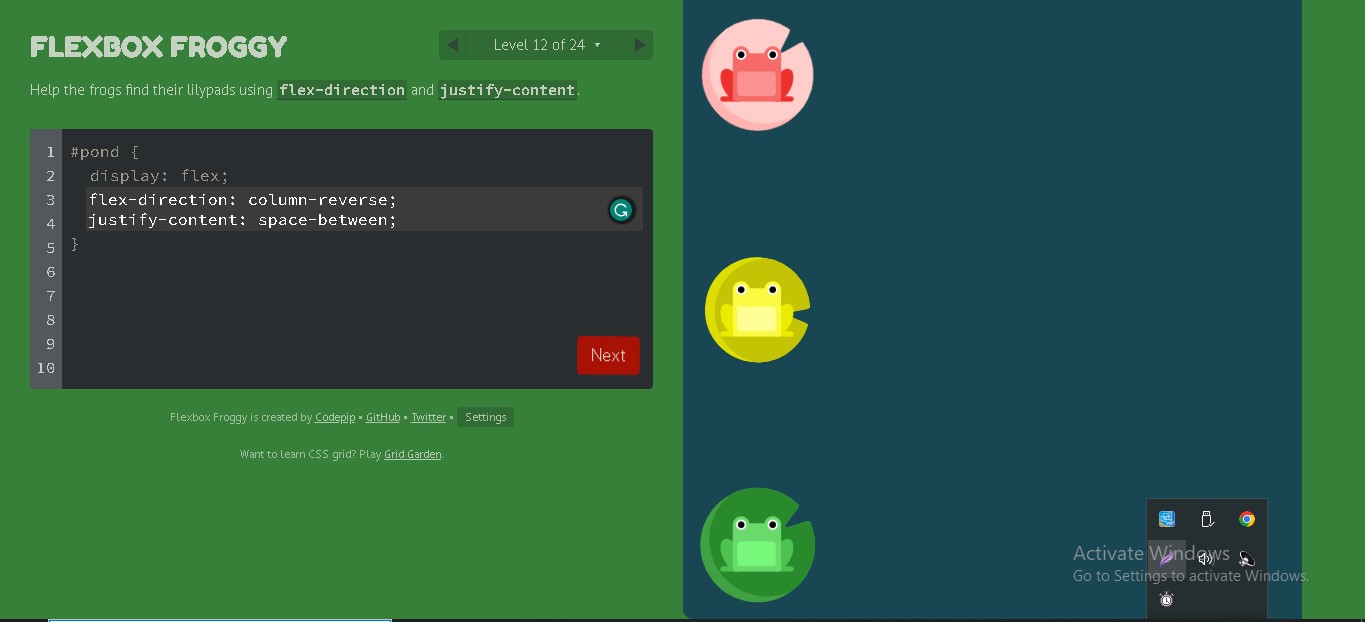 FLEXBOX FROGGY
Level 12 of 24
Help the frogs find their lilypads using flex-direction and justify-content.
1 #pond {
2 display: flex;
3 flex-direction: column-reverse;
4 justify-content: space-between;
5 }
6
7
8
9
10
Next
Flexbox Froggy is created by Codepip • GitHub • Twitter • Settings
Want to learn CSS grid? Play Grid Garden.
Activate Windows
Go to Settings to activate Windows.